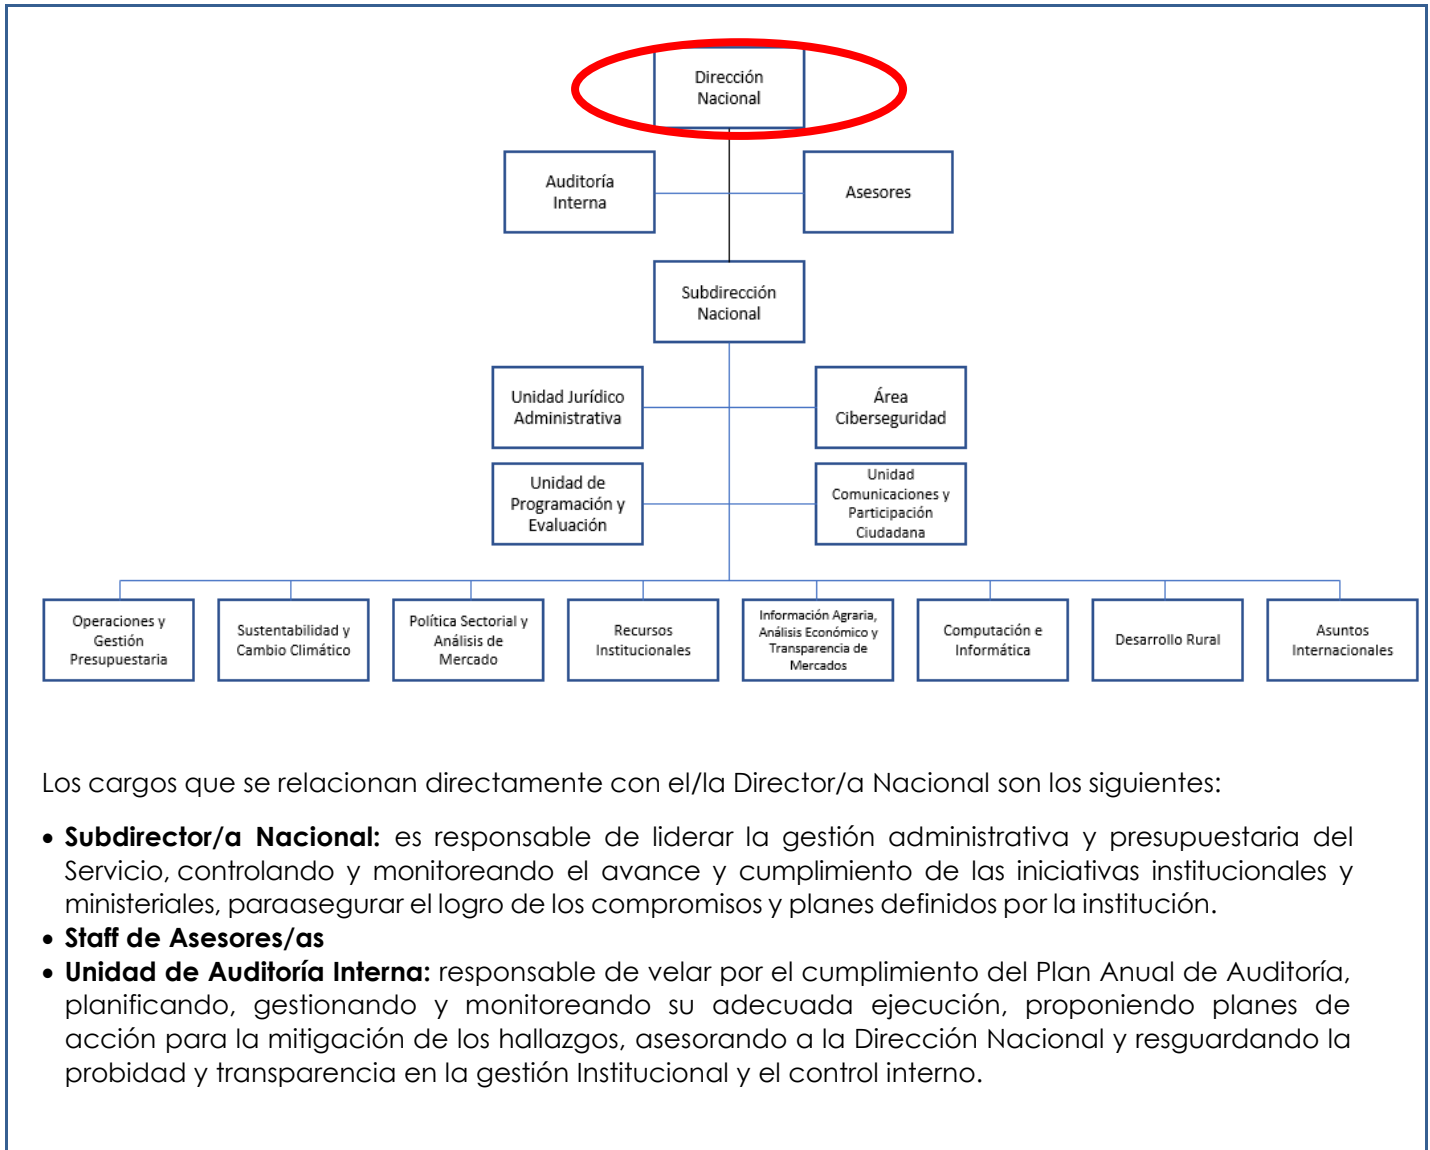 Dirección
Nacional
Auditoría
Interna
Asesores
Subdirección
Nacional
Unidad Jurídico
Administrativa
Área
Ciberseguridad
Unidad de
Programación y
Evaluación
Unidad
Comunicaciones y
Participación
Ciudadana
Operaciones y
Gestión
Presupuestaria
Sustentabilidad y
Cambio Climático
Política Sectorial y
Análisis de
Mercado
Recursos
Institucionales
Información Agraria,
Análisis Económico y
Transparencia de
Mercados
Computación e
Informática
Desarrollo Rural
Asuntos
Internacionales
Los cargos que se relacionan directamente con el/la Director/a Nacional son los siguientes:
• Subdirector/a Nacional: es responsable de liderar la gestión administrativa y presupuestaria del
Servicio, controlando y monitoreando el avance y cumplimiento de las iniciativas institucionales y
ministeriales, paraasegurar el logro de los compromisos y planes definidos por la institución.
• Staff de Asesores/as
• Unidad de Auditoría Interna: responsable de velar por el cumplimiento del Plan Anual de Auditoría,
planificando, gestionando y monitoreando su adecuada ejecución, proponiendo planes de
acción para la mitigación de los hallazgos, asesorando a la Dirección Nacional y resguardando la
probidad y transparencia en la gestión Institucional y el control interno.